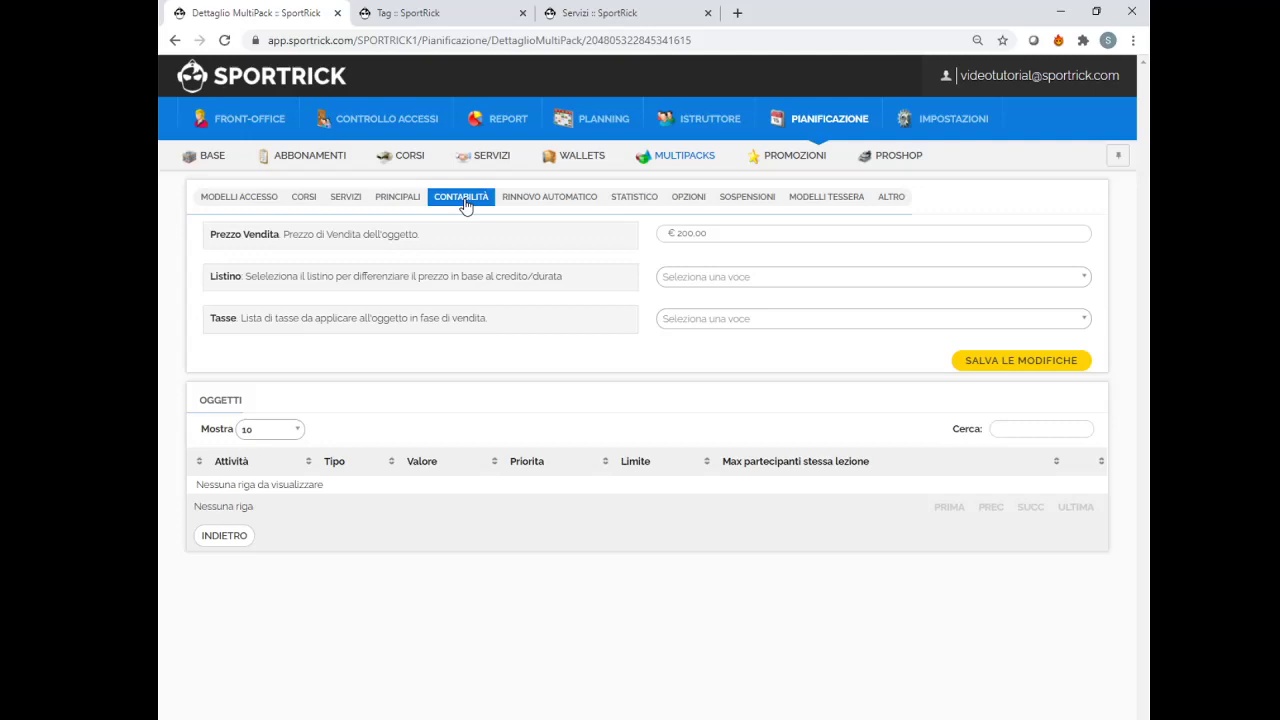 Dettaglio MultiPack :: SportRick
Tag :: SportRick
Servizi :: SportRick
app.sportrick.com/SPORTRICK1/Pianificazione/DettaglioMultiPack/204805322845341615
S
SPORTRICK
videotutorial@sportrick.com
FRONT-OFFICE
CONTROLLO ACCESSI
REPORT
PLANNING
ISTRUTTORE
PIANIFICAZIONE
IMPOSTAZIONI
BASE
ABBONAMENTI
CORSI
SERVIZI
WALLETS
MULTIPACKS
PROMOZIONI
PROSHOP
MODELLI ACCESSO
CORSI
SERVIZI
PRINCIPALI
CONTABILITÀ
RINNOVO AUTOMATICO
STATISTICO
OPZIONI
SOSPENSIONI
MODELLI TESSERA
ALTRO
Prezzo Vendita. Prezzo di Vendita dell'oggetto.
€ 200,00
Listino: Seleleziona il listino per differenziare il prezzo in base al credito/durata
Seleziona una voce
Tasse: Lista di tasse da applicare all'oggetto in fase di vendita.
Seleziona una voce
SALVA LE MODIFICHE
OGGETTI
Mostra 10
Cerca:
Attività
Tipo
Valore
Priorita
Limite
Max partecipanti stessa lezione
Nessuna riga da visualizzare
Nessuna riga
PRIMA
PREC
SUCC
ULTIMA
INDIETRO